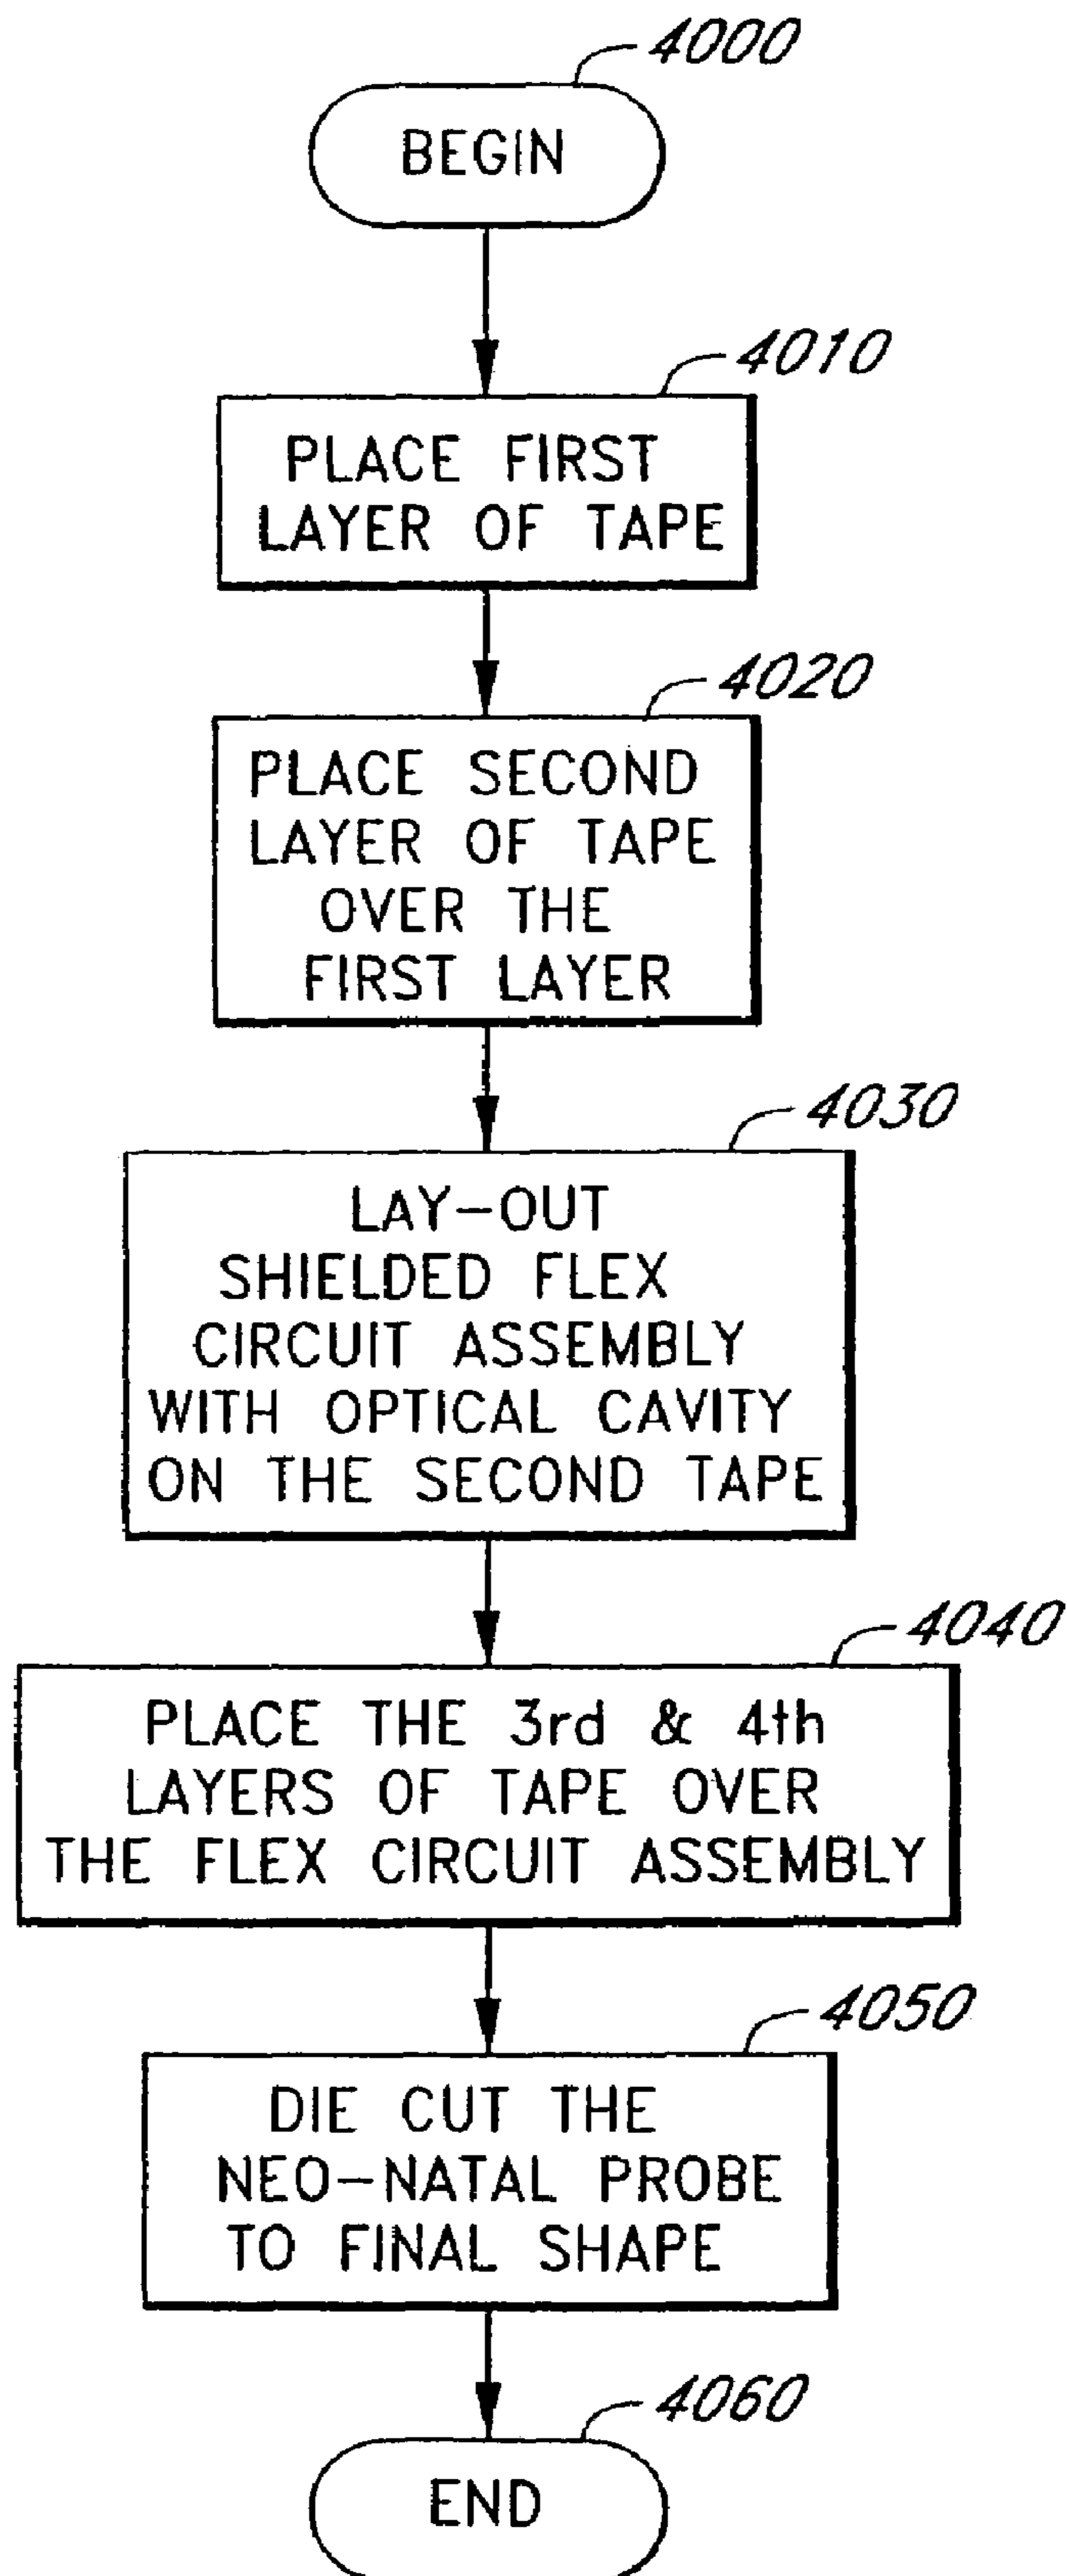 4000
BEGIN
4010
PLACE FIRST
LAYER OF TAPE
4020
PLACE SECOND
LAYER OF TAPE
OVER THE
FIRST LAYER
4030
LAY-OUT
SHIELDED FLEX
CIRCUIT ASSEMBLY
WITH OPTICAL CAVITY
ON THE SECOND TAPE
4040
PLACE THE 3rd & 4th
LAYERS OF TAPE OVER
THE FLEX CIRCUIT ASSEMBLY
4050
DIE CUT THE
NEO-NATAL PROBE
TO FINAL SHAPE
4060
END